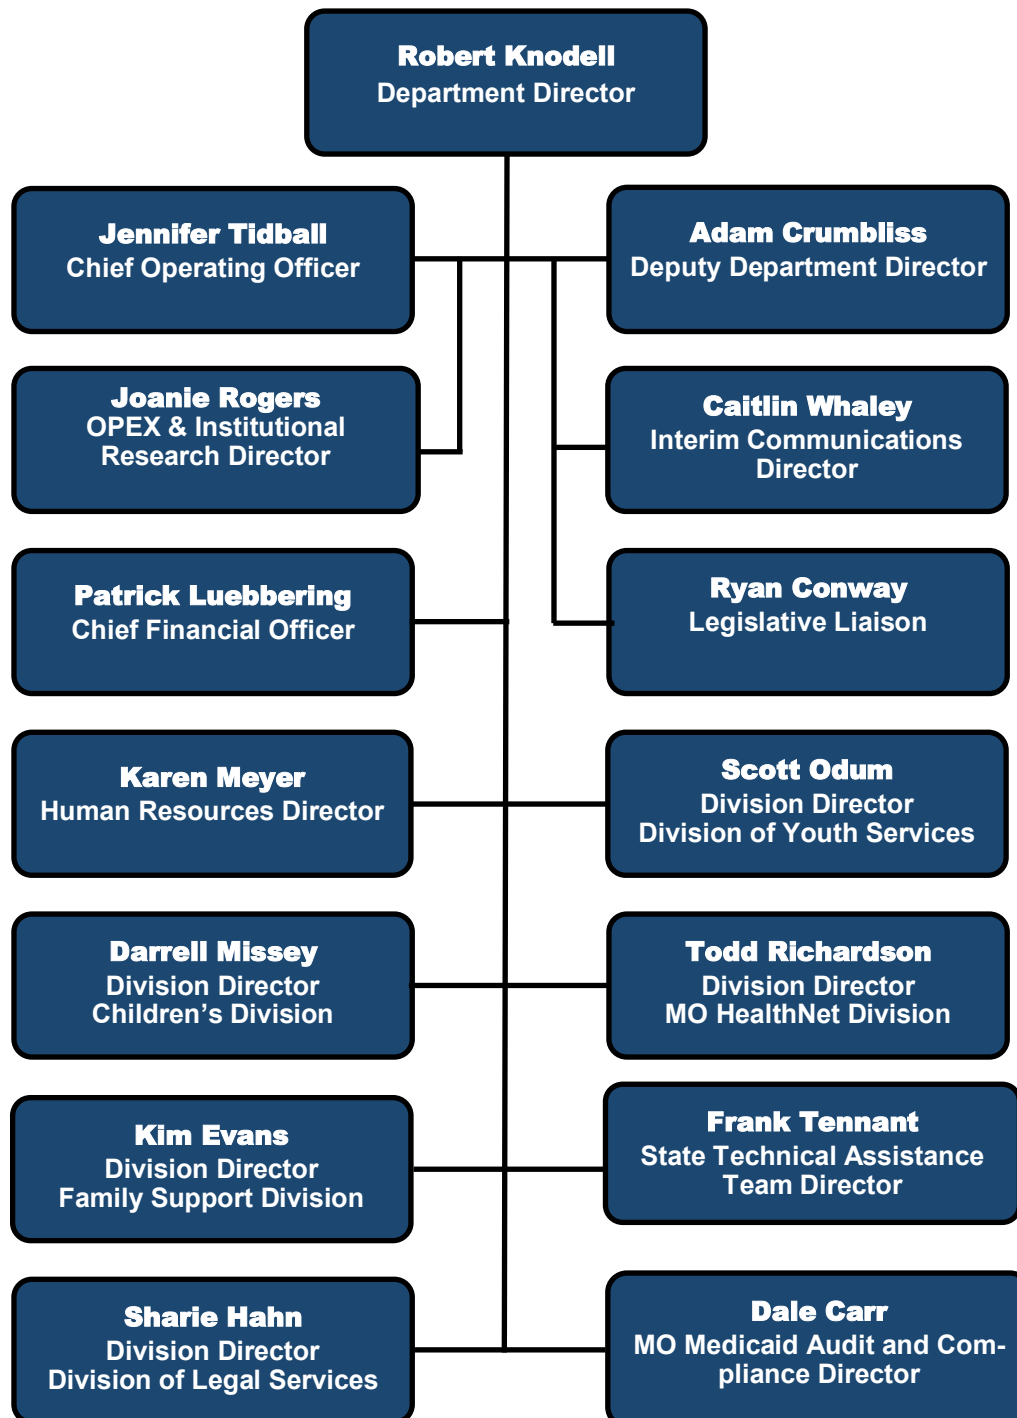 Robert Knodell
Department Director
Jennifer Tidball
Chief Operating Officer
Adam Crumbliss
Deputy Department Director
Joanie Rogers
OPEX & Institutional
Research Director
Caitlin Whaley
Interim Communications
Director
Patrick Luebbering
Chief Financial Officer
Ryan Conway
Legislative Liaison
Karen Meyer
Human Resources Director
Scott Odum
Division Director
Division of Youth Services
Darrell Missey
Division Director
Children’s Division
Todd Richardson
Division Director
MO HealthNet Division
Kim Evans
Division Director
Family Support Division
Frank Tennant
State Technical Assistance
Team Director
Sharie Hahn
Division Director
Division of Legal Services
Dale Carr
MO Medicaid Audit and Com-
pliance Director